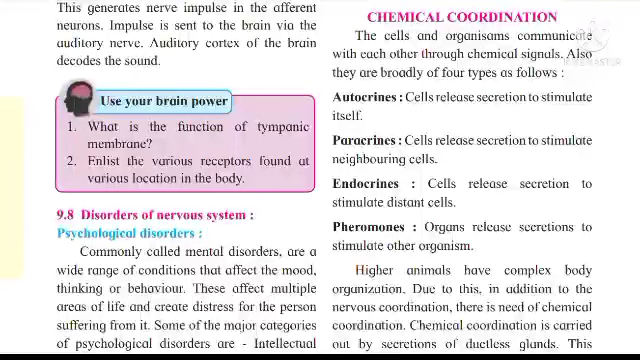 This generates nerve impulse in the afferent
neurons. Impulse is sent to the brain via the
auditory nerve. Auditory cortex of the brain
decodes the sound.
Use your brain power
1. What is the function of tympanic
membrane?
2. Enlist the various receptors found at
various location in the body.
9.8 Disorders of nervous system :
Psychological disorders :
Commonly called mental disorders, are a
wide range of conditions that affect the mood,
thinking or behaviour. These affect multiple
areas of life and create distress for the person
suffering from it. Some of the major categories
of psychological disorders are - Intellectual
CHEMICAL COORDINATION
The cells and organisams communicate
with each other through chemical signals. Also
they are broadly of four types as follows :
Autocrines : Cells release secretion to stimulate
itself.
Paracrines : Cells release secretion to stimulate
neighbouring cells.
Endocrines : Cells release secretion to
stimulate distant cells.
Pheromones : Organs release secretions to
stimulate other organism.
Higher animals have complex body
organization. Due to this, in addition to the
nervous coordination, there is need of chemical
coordination. Chemical coordination is carried
out by secretions of ductless glands. This